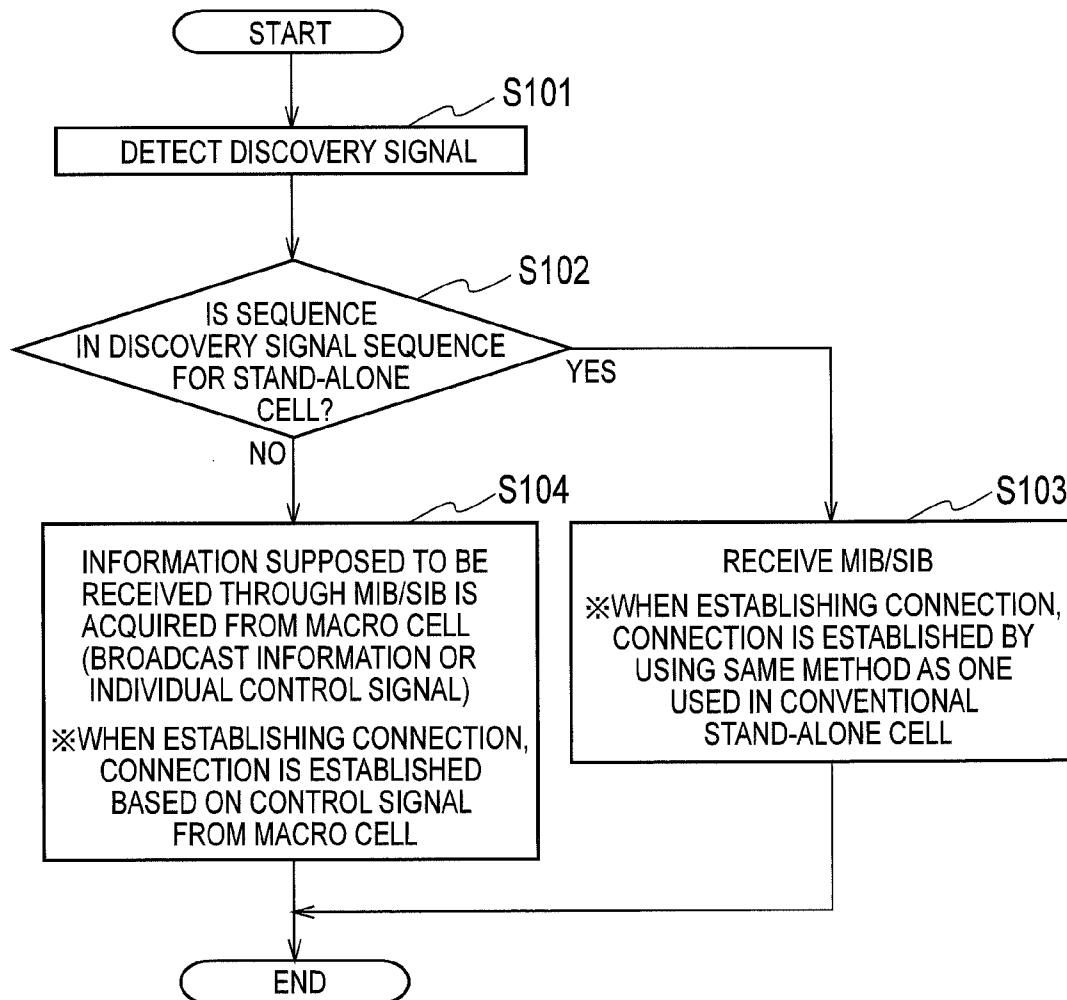 START
S101
DETECT DISCOVERY SIGNAL
S102
IS SEQUENCE
IN DISCOVERY SIGNAL SEQUENCE
FOR STAND-ALONE
CELL?
YES
NO
S104
INFORMATION SUPPOSED TO BE
RECEIVED THROUGH MIB/SIB IS
ACQUIRED FROM MACRO CELL
(BROADCAST INFORMATION OR
INDIVIDUAL CONTROL SIGNAL)
※WHEN ESTABLISHING CONNECTION,
CONNECTION IS ESTABLISHED
BASED ON CONTROL SIGNAL
FROM MACRO CELL
S103
RECEIVE MIB/SIB
※WHEN ESTABLISHING CONNECTION,
CONNECTION IS ESTABLISHED BY
USING SAME METHOD AS ONE
USED IN CONVENTIONAL
STAND-ALONE CELL
END